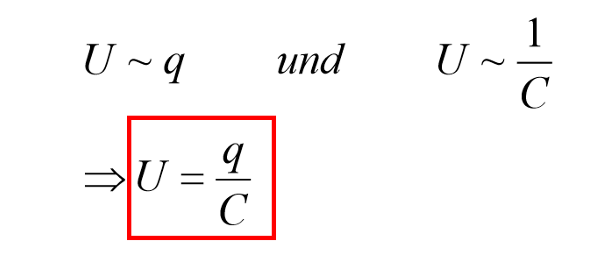 U ~ q und U ~ 1/C
⇒ U = q/C